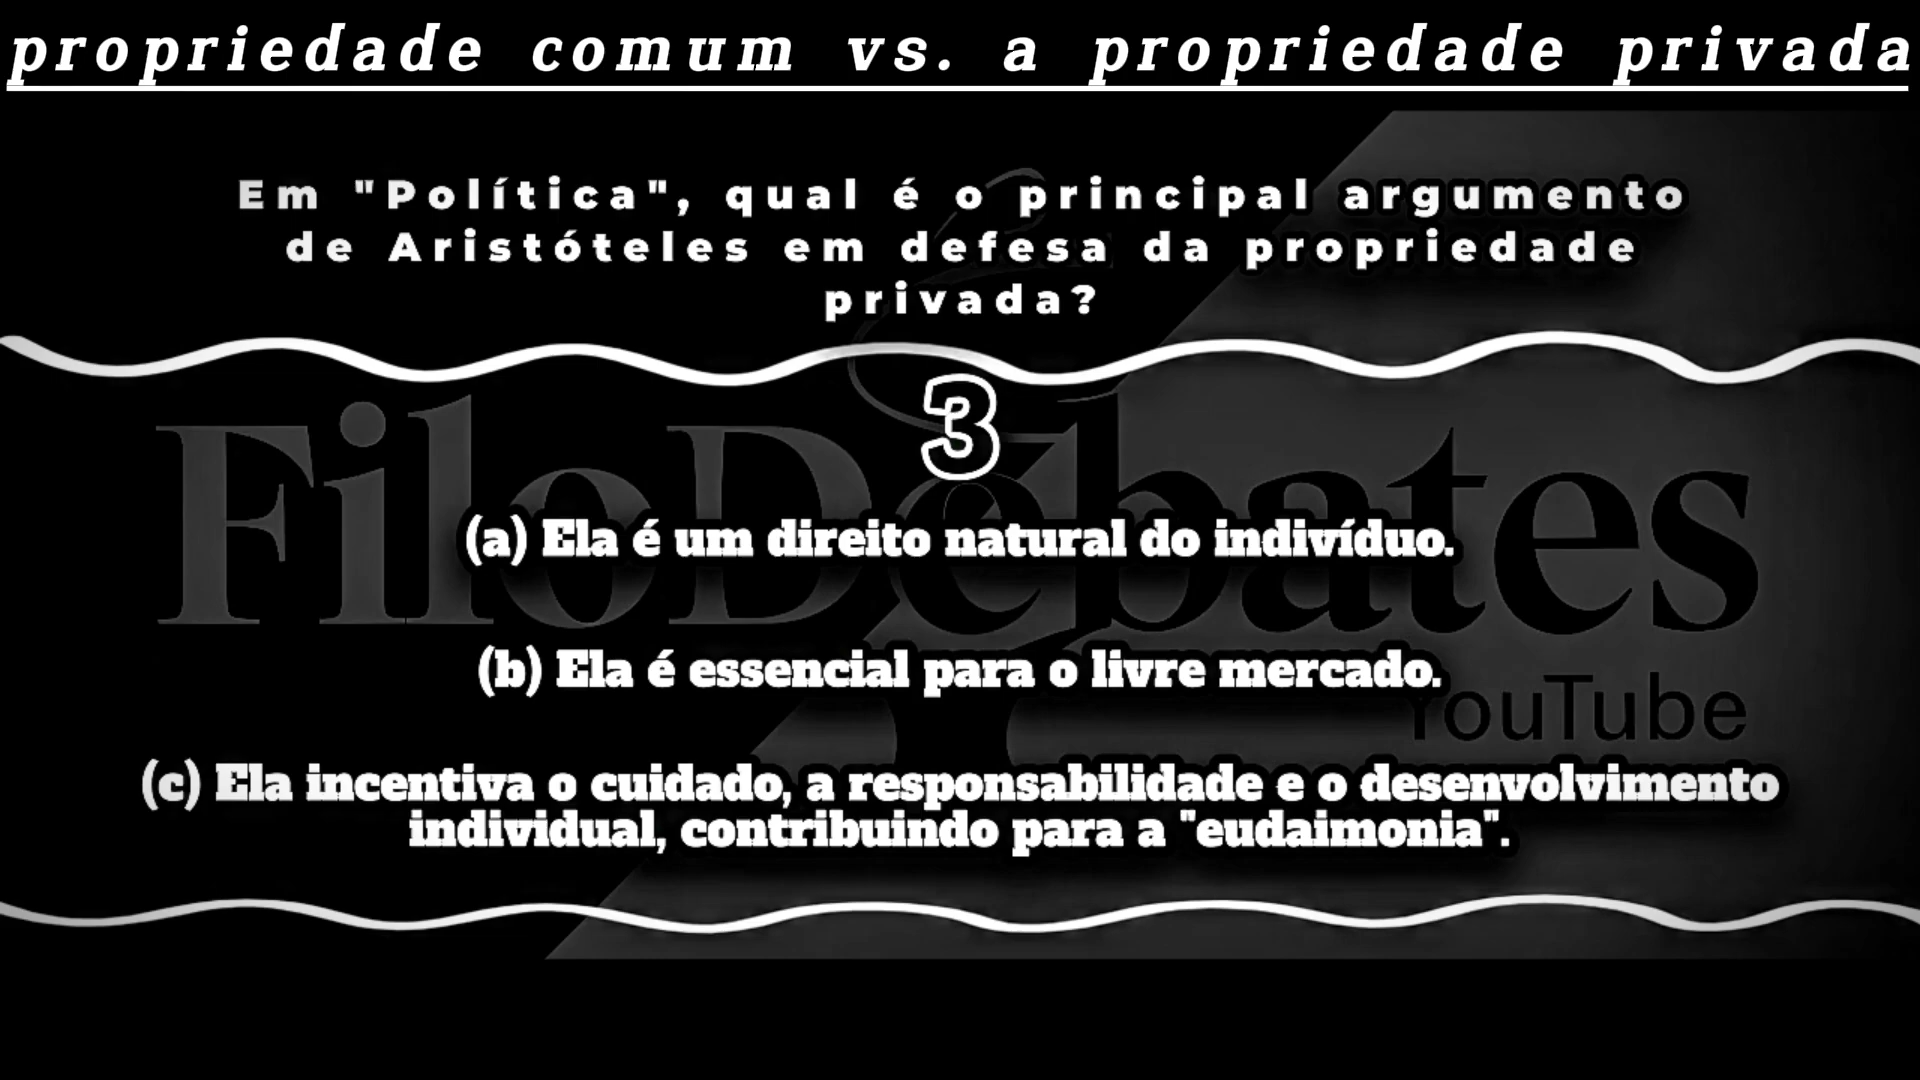 propriedade comum vs. a propriedade privada
Em "Política", qual é o principal argumento
de Aristóteles em defesa da propriedade
privada?
3
FiloDebates
(a) Ela é um direito natural do indivíduo.
(b) Ela é essencial para o livre mercado.
YouTube
(c) Ela incentiva o cuidado, a responsabilidade e o desenvolvimento
individual, contribuindo para a "eudaimonia".